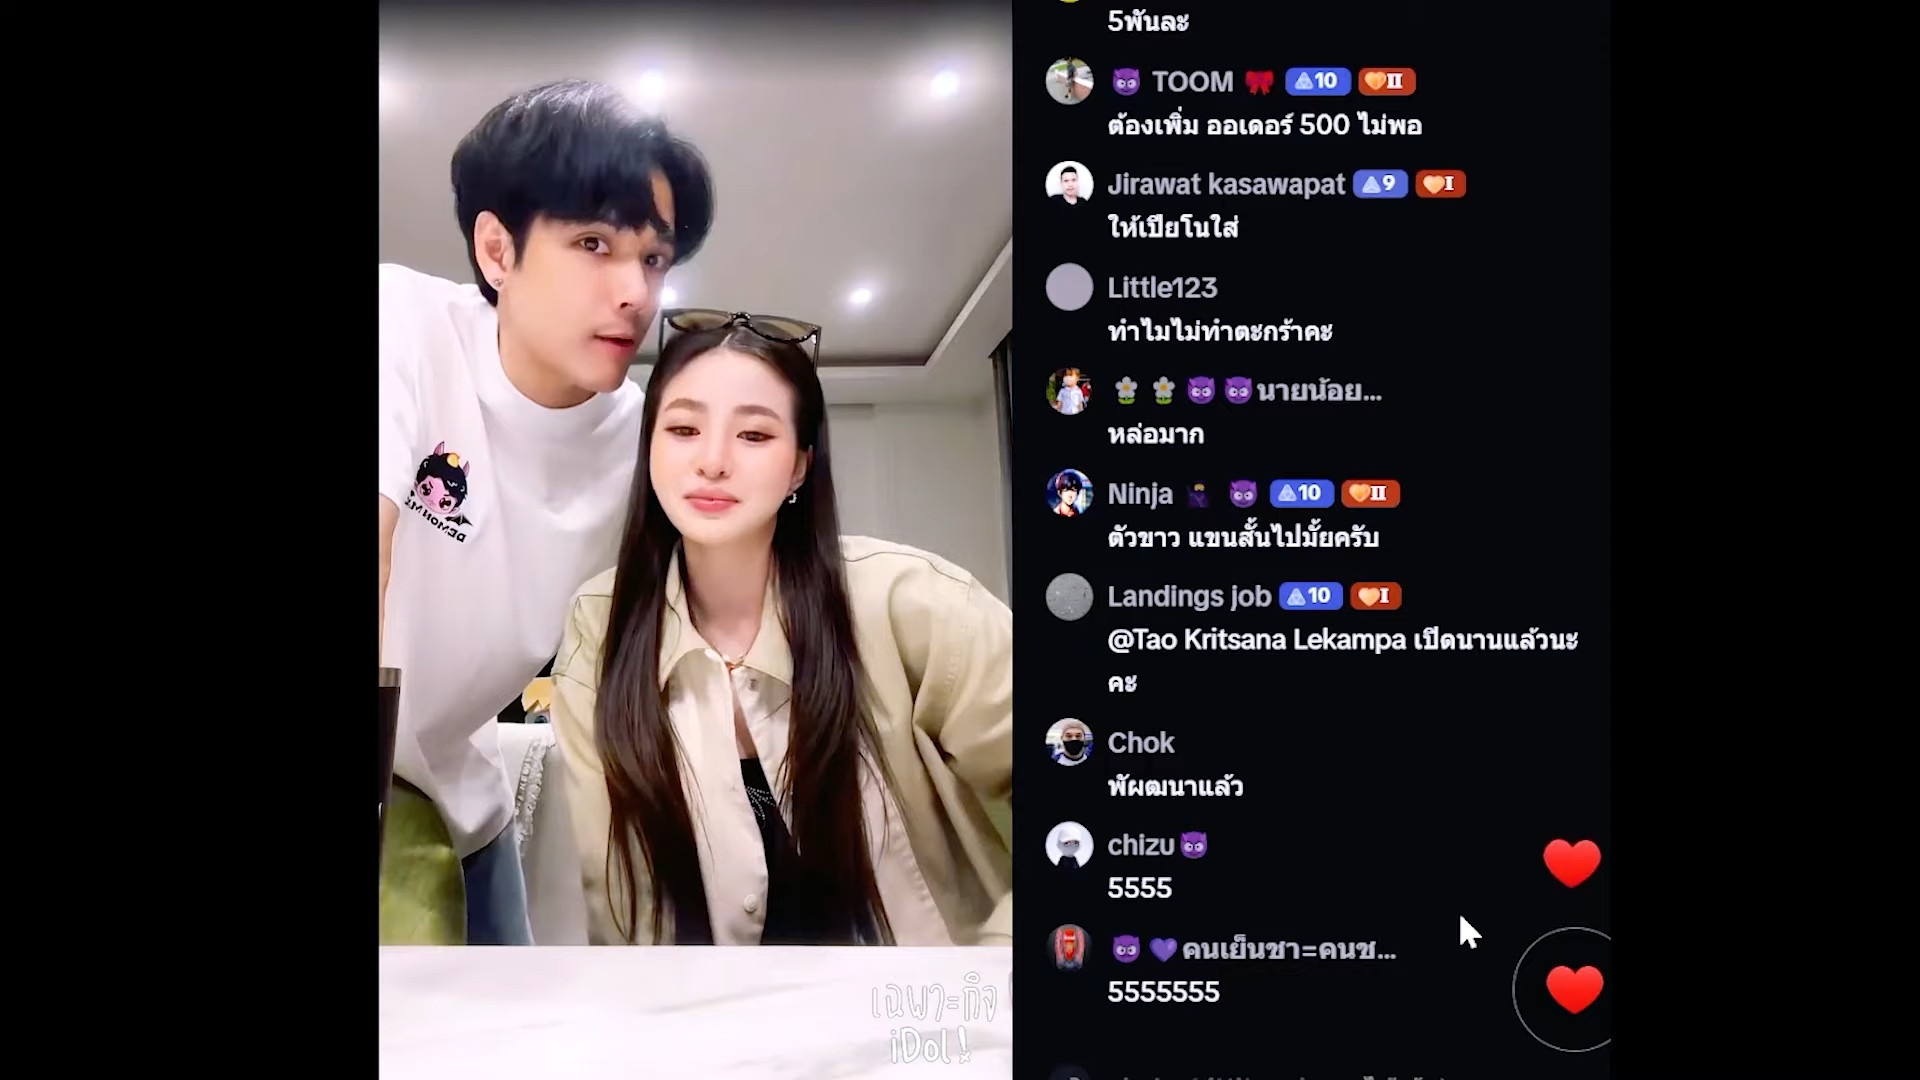 5พันละ
TOOM 10 II
ต้องเพิ่ม ออเดอร์ 500 ไม่พอ
Jirawat kasawapat 9 I
ให้เปียโนใส่
Little123
ทำไมไม่ทำตะกร้าคะ
นายน้อย...
หล่อมาก
Ninja 10 II
ตัวขาว แขนสั้นไปมั้ยครับ
Landings job 10 I
@Tao Kritsana Lekampa เปิดนานแล้วนะ
คะ
Chok
พัฒผนาแล้ว
chizu
5555
คนเย็นชา=คนช...
5555555
DEMON MZ
เฉพาะกิจ
iDol!